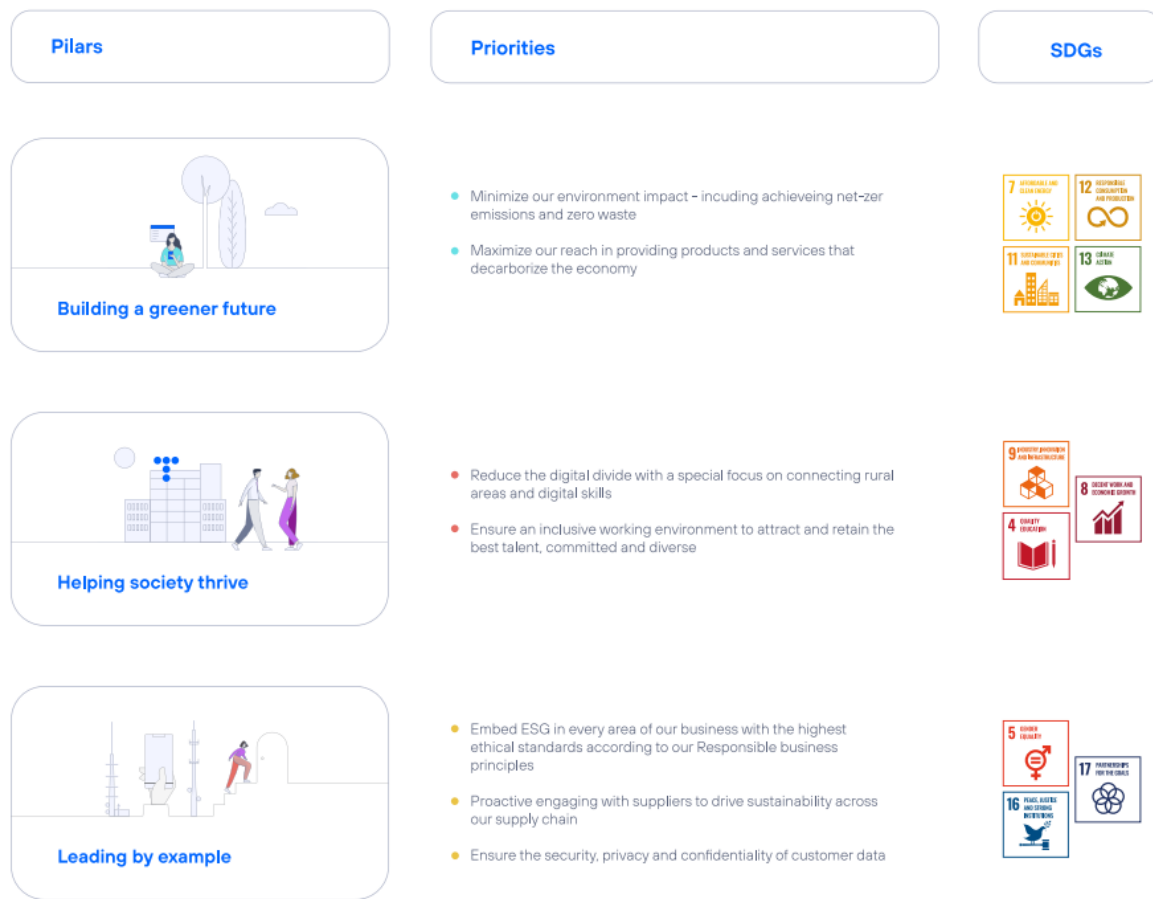 Pilars
Priorities
SDGs
Minimize our environment impact - incuding achieveing net-zer
emissions and zero waste
Maximize our reach in providing products and services that
decarborize the economy
7 AFFORDABLE AND
CLEAN ENERGY
12 RESPONSIBLE
CONSUMPTION
AND PRODUCTION
11 SUSTAINABLE CITIES
AND COMMUNITIES
13 CLIMATE
ACTION
Building a greener future
Reduce the digital divide with a special focus on connecting rural
areas and digital skills
Ensure an inclusive working environment to attract and retain the
best talent, committed and diverse
9 INDUSTRY, INNOVATION
AND INFRASTRUCTURE
8 DECENT WORK AND
ECONOMIC GROWTH
4 QUALITY
EDUCATION
Helping society thrive
Embed ESG in every area of our business with the highest
ethical standards according to our Responsible business
principles
Proactive engaging with suppliers to drive sustainability across
our supply chain
Ensure the security, privacy and confidentiality of customer data
5 GENDER
EQUALITY
17 PARTNERSHIPS
FOR THE GOALS
16 PEACE, JUSTICE
AND STRONG
INSTITUTIONS
Leading by example